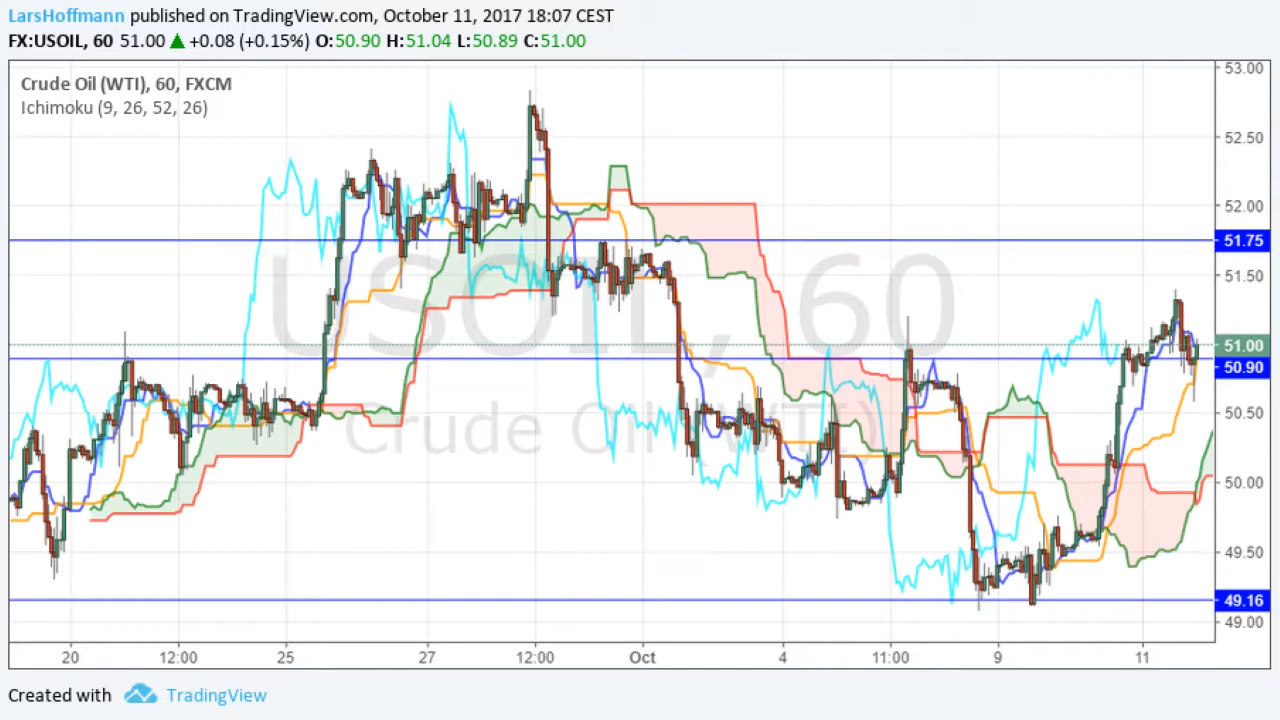 LarsHoffmann published on TradingView.com, October 11, 2017 18:07 CEST
FX:USOIL, 60 51.00 ▲ +0.08 (+0.15%) O:50.90 H:51.04 L:50.89 C:51.00
Crude Oil (WTI), 60, FXCM
Ichimoku (9, 26, 52, 26)
USOIL, 60
Crude Oil (WTI)
53.00
52.50
52.00
51.75
51.50
51.00
50.90
50.50
50.00
49.50
49.16
49.00
20 12:00 25 27 12:00 Oct 4 11:00 9 11
Created with TradingView